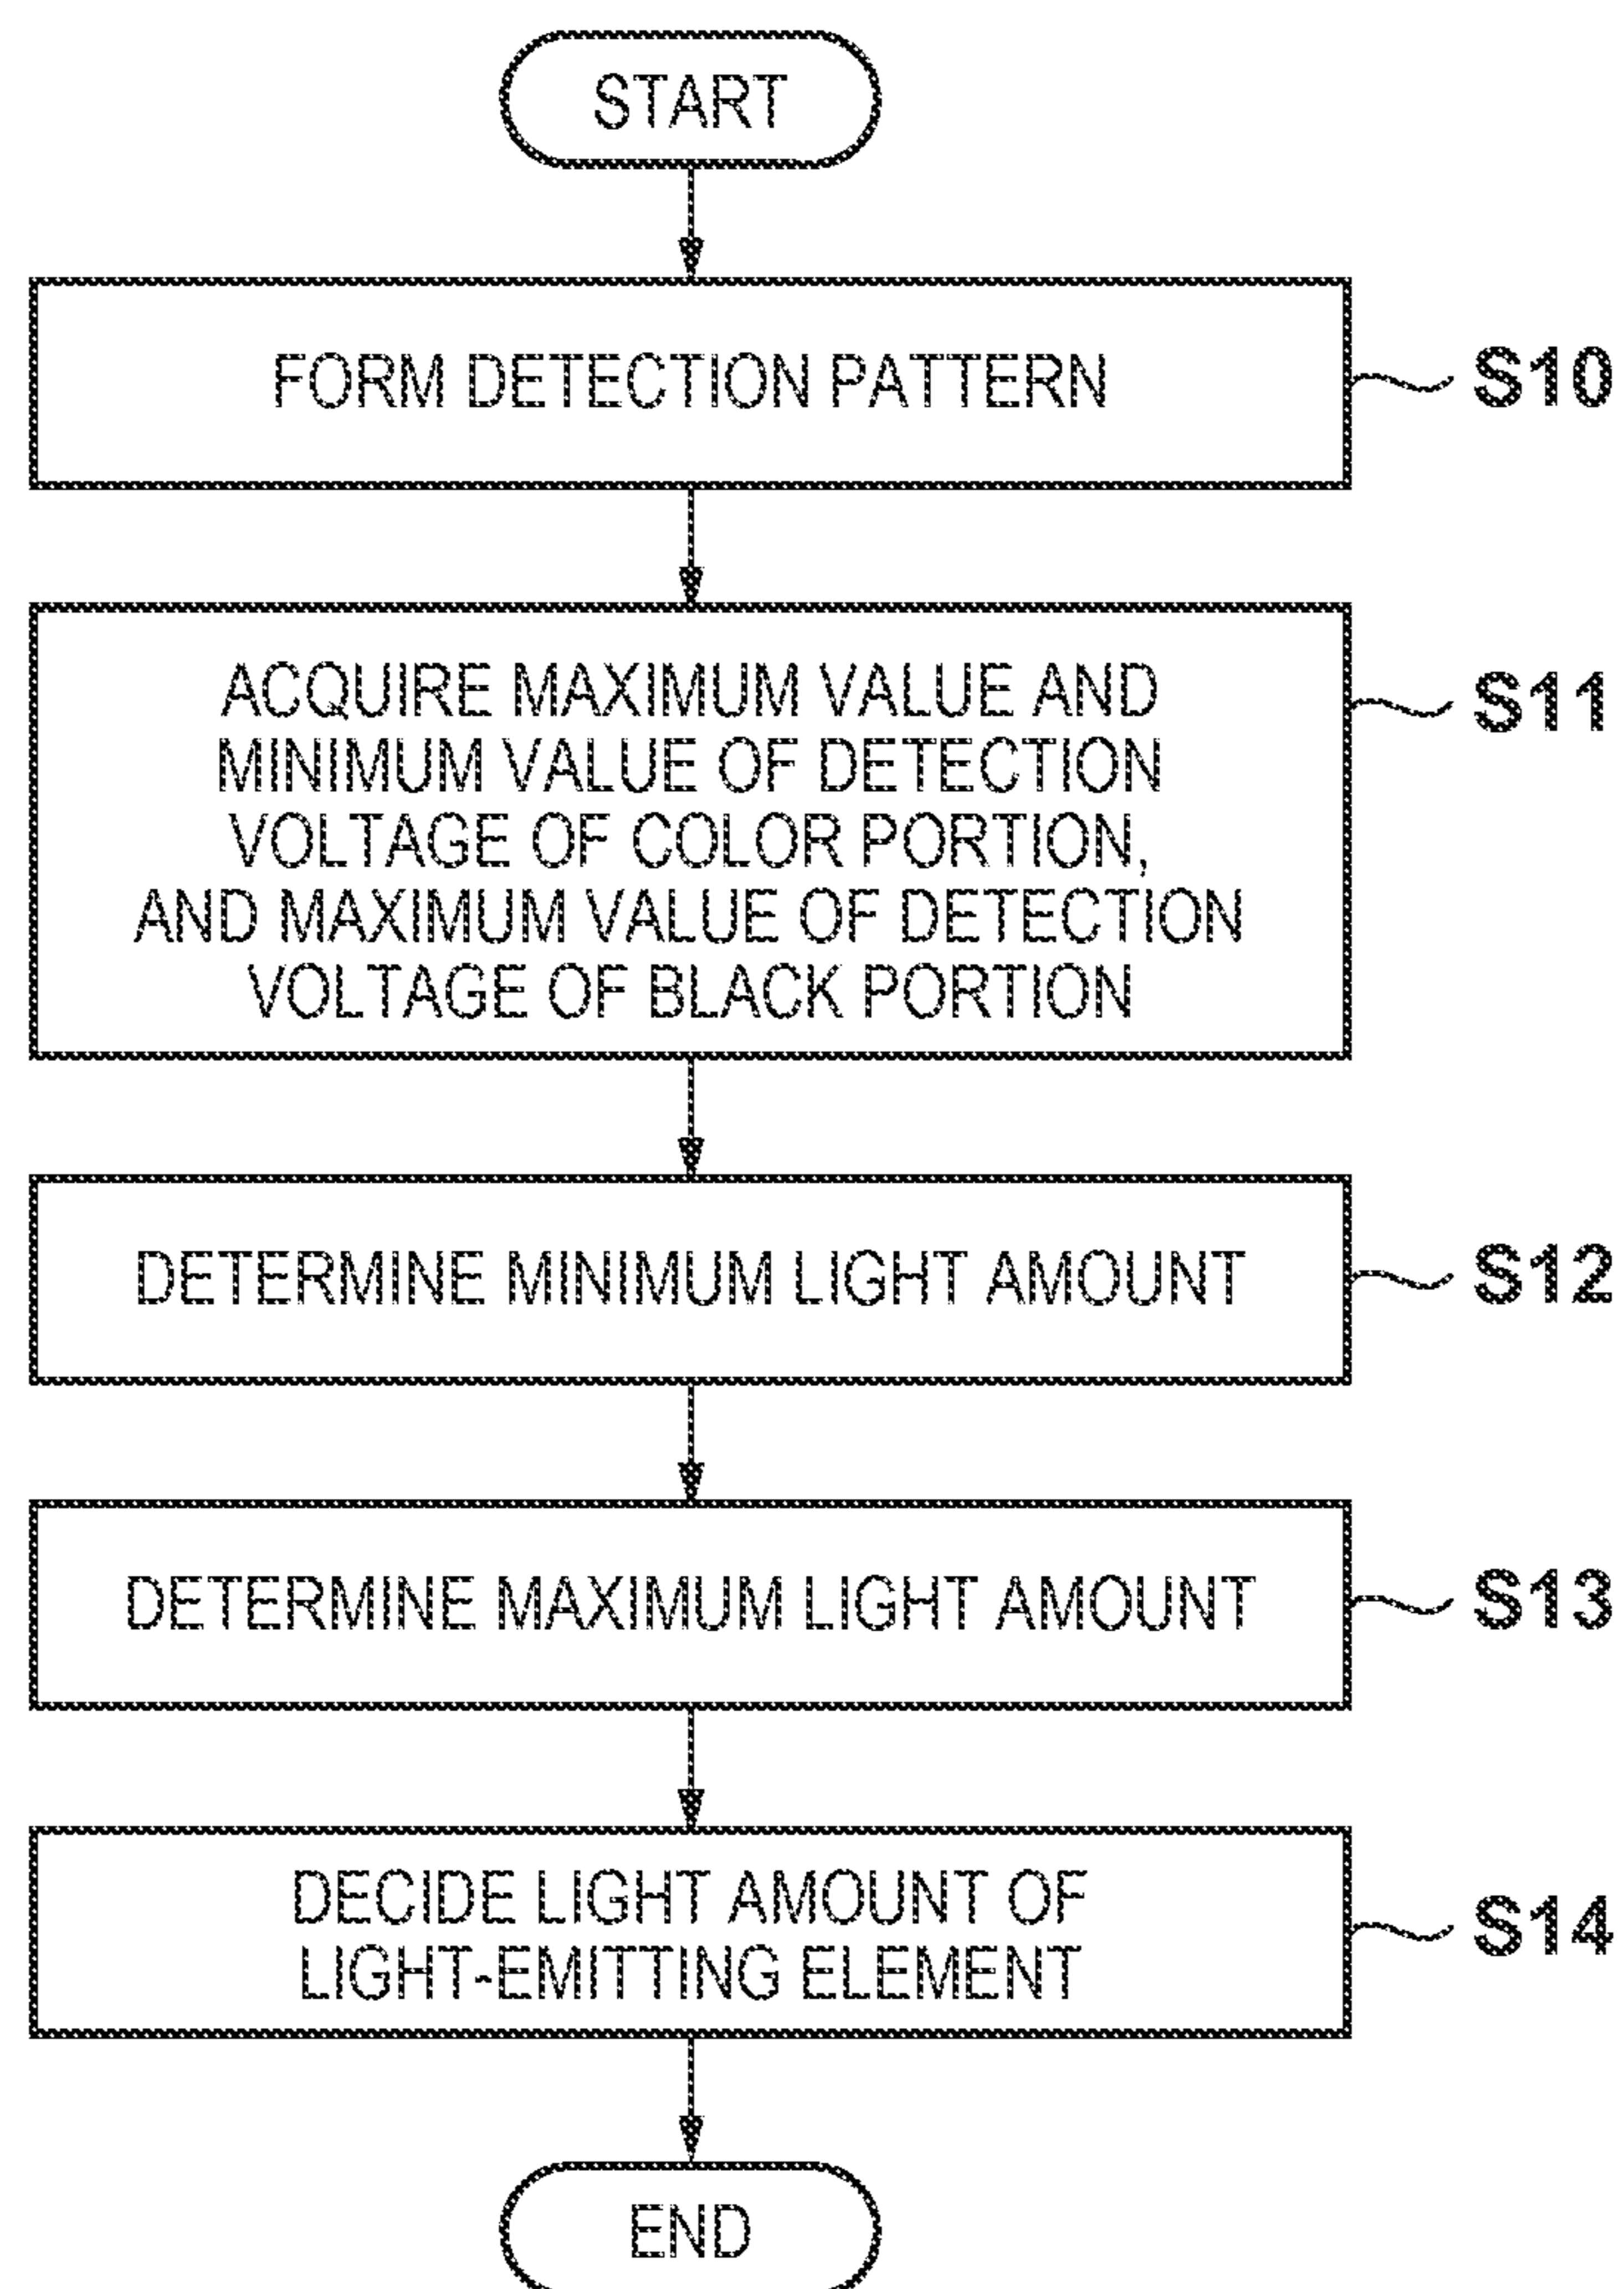 START
FORM DETECTION PATTERN
S10
ACQUIRE MAXIMUM VALUE AND
MINIMUM VALUE OF DETECTION
VOLTAGE OF COLOR PORTION,
AND MAXIMUM VALUE OF DETECTION
VOLTAGE OF BLACK PORTION
S11
DETERMINE MINIMUM LIGHT AMOUNT
S12
DETERMINE MAXIMUM LIGHT AMOUNT
S13
DECIDE LIGHT AMOUNT OF
LIGHT-EMITTING ELEMENT
S14
END